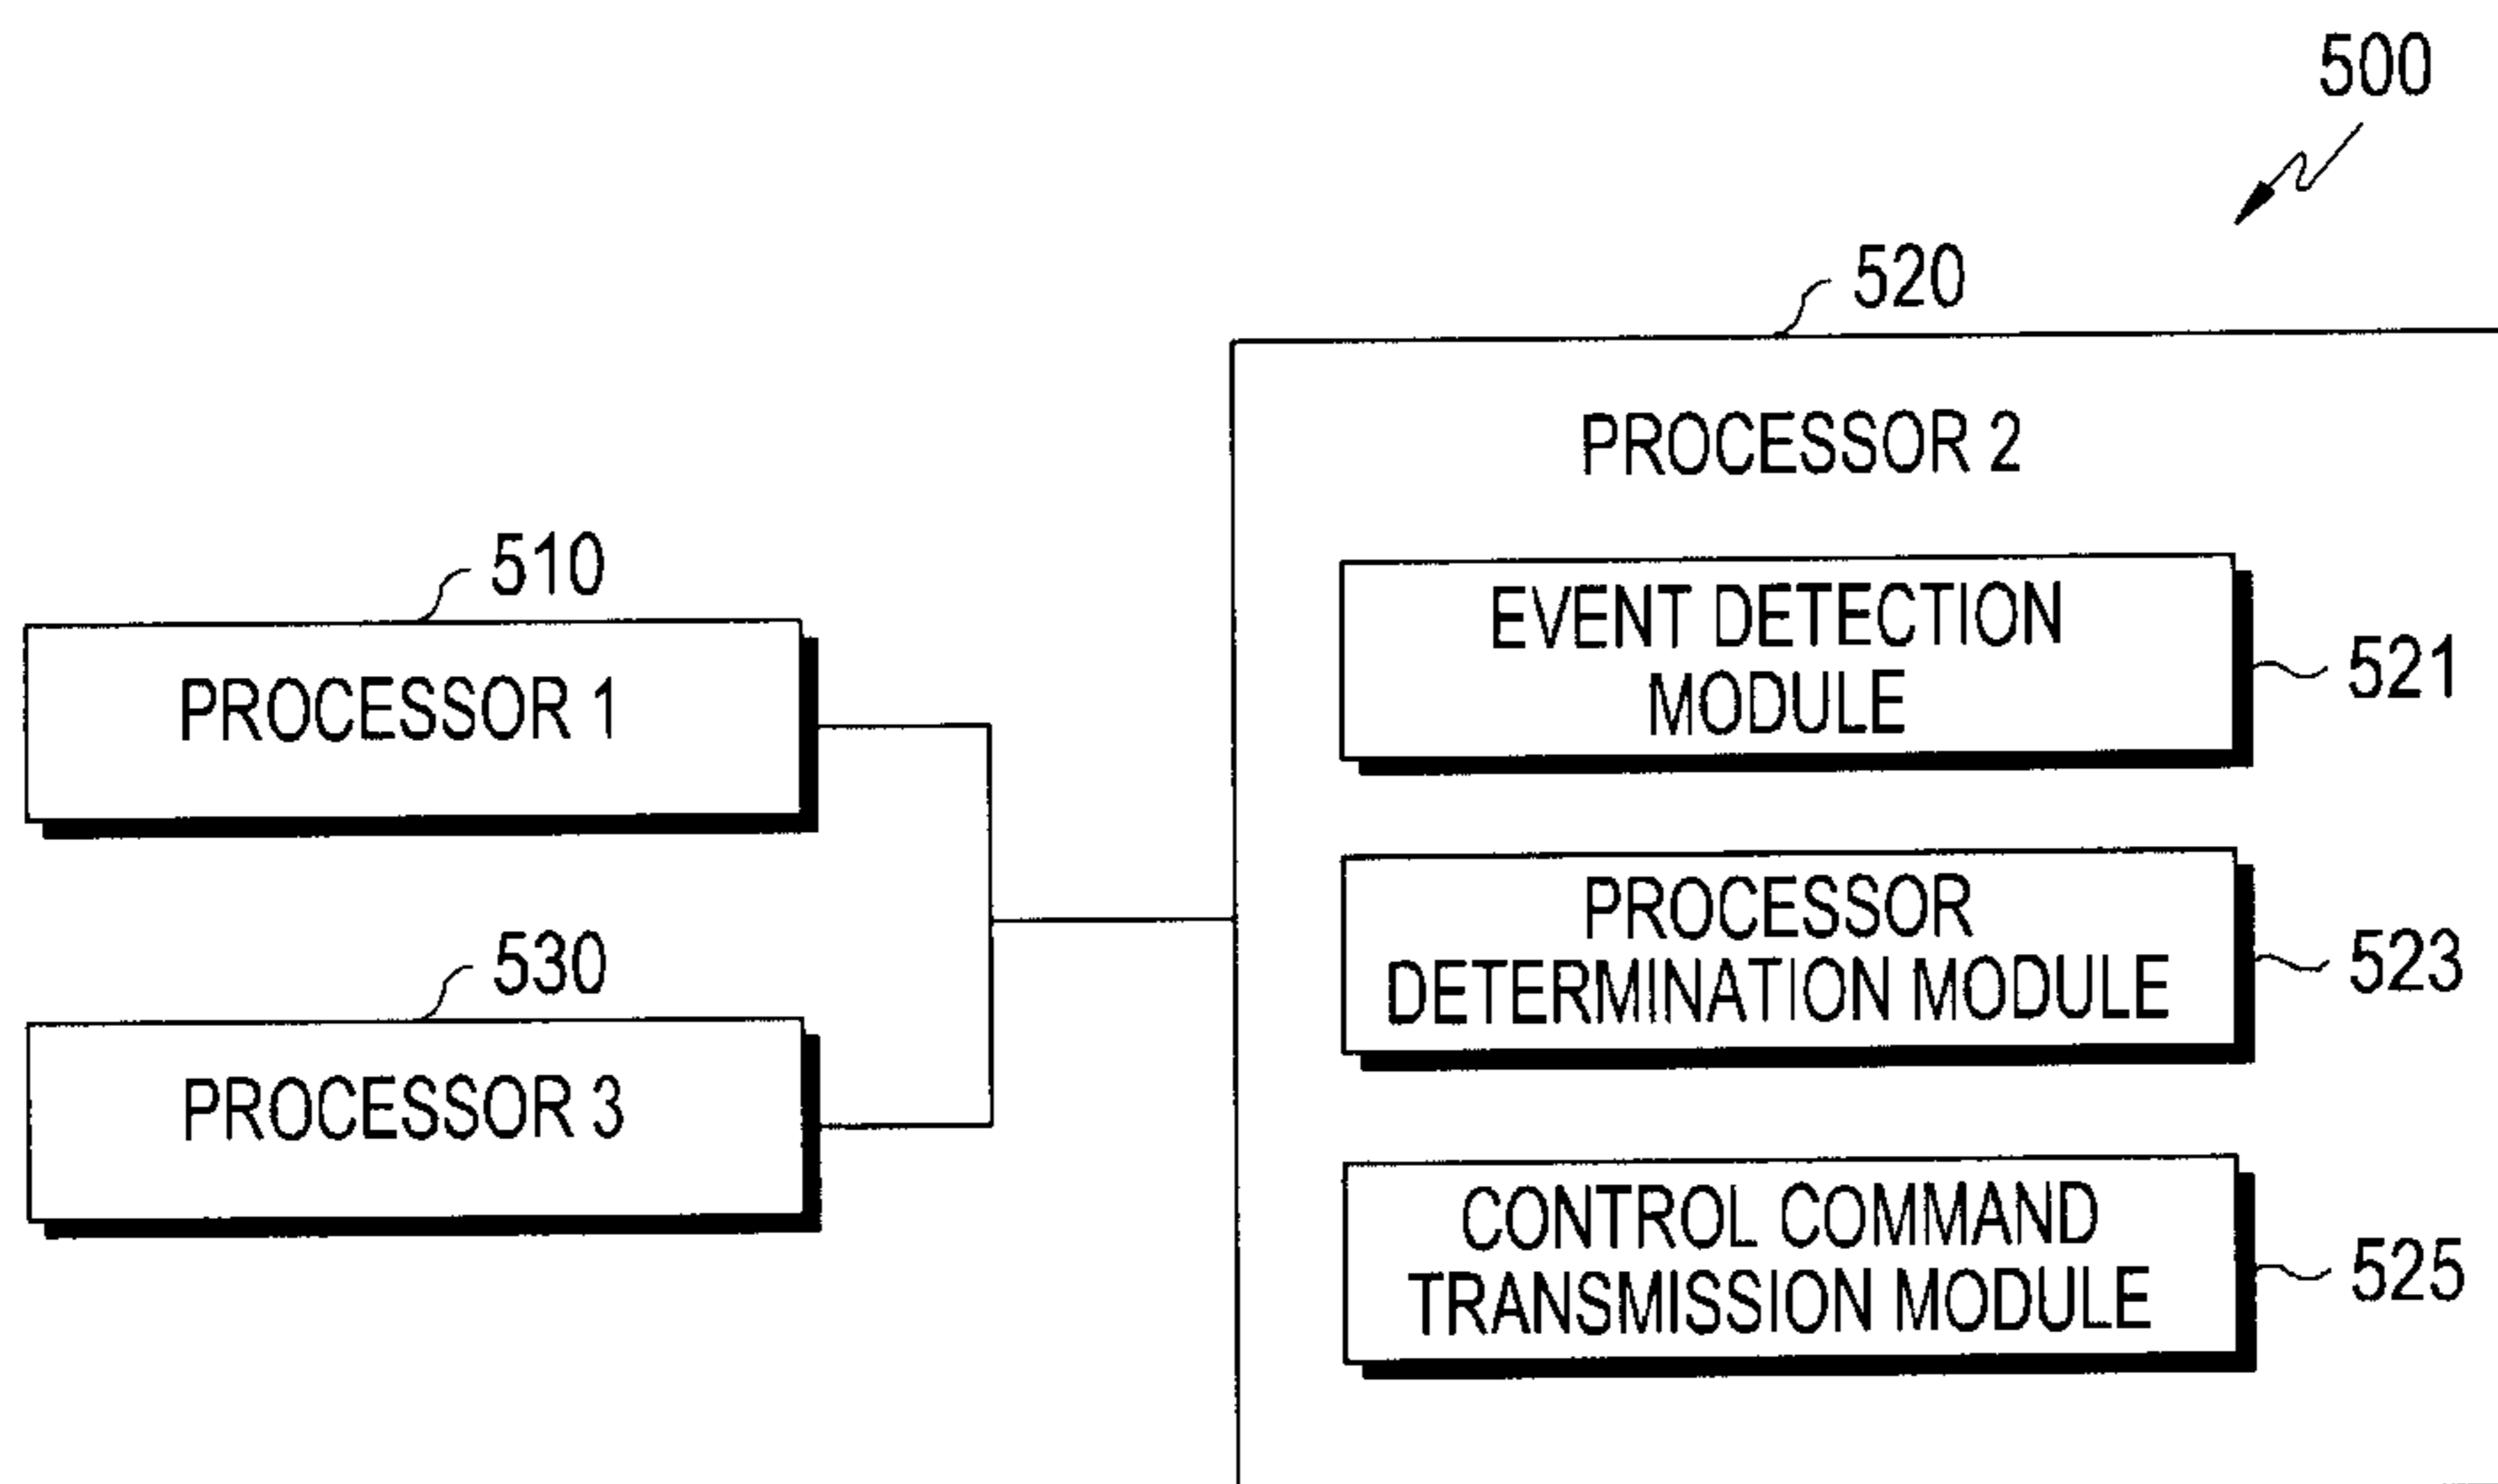 500
520
PROCESSOR 2
510
PROCESSOR 1
EVENT DETECTION
MODULE
521
530
PROCESSOR 3
PROCESSOR
DETERMINATION MODULE
523
CONTROL COMMAND
TRANSMISSION MODULE
525